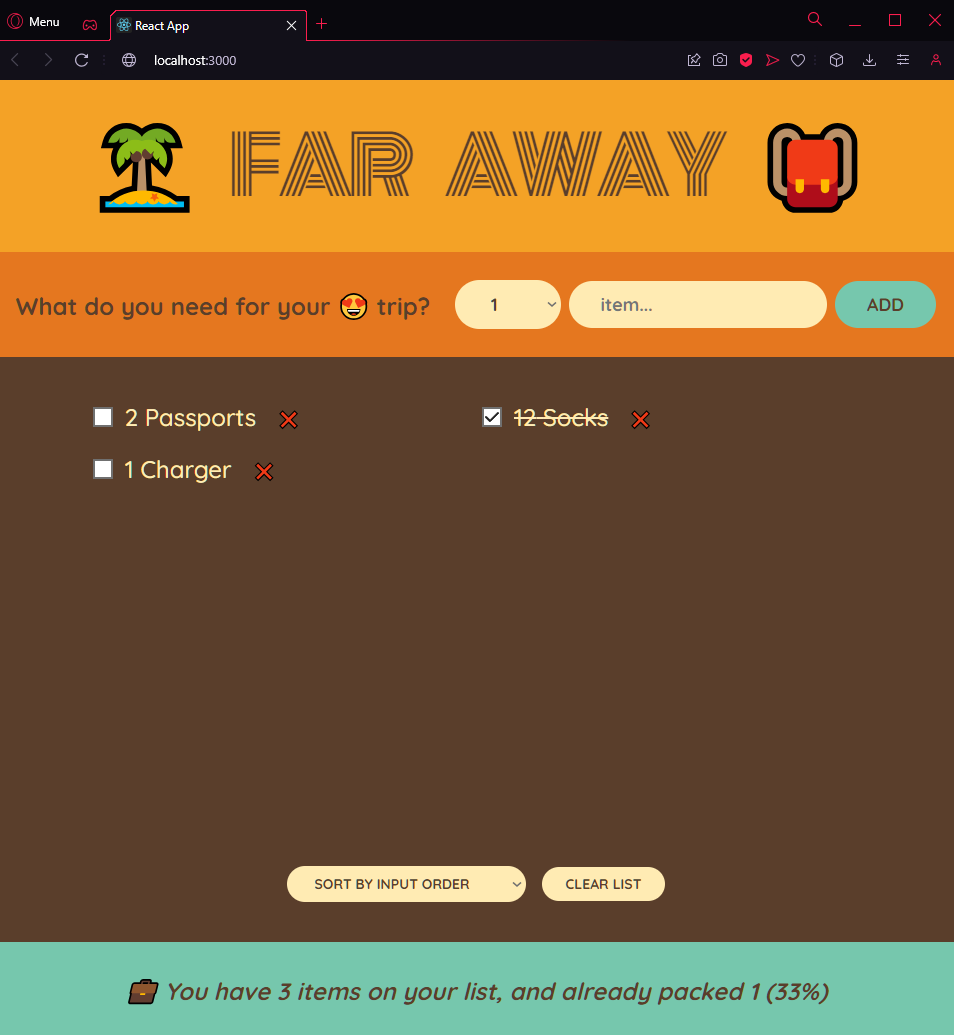 Menu
React App
localhost:3000
FAR AWAY
What do you need for your 😍 trip?
1
item...
ADD
2 Passports ❌
12 Socks ❌
1 Charger ❌
SORT BY INPUT ORDER
CLEAR LIST
💼 You have 3 items on your list, and already packed 1 (33%)